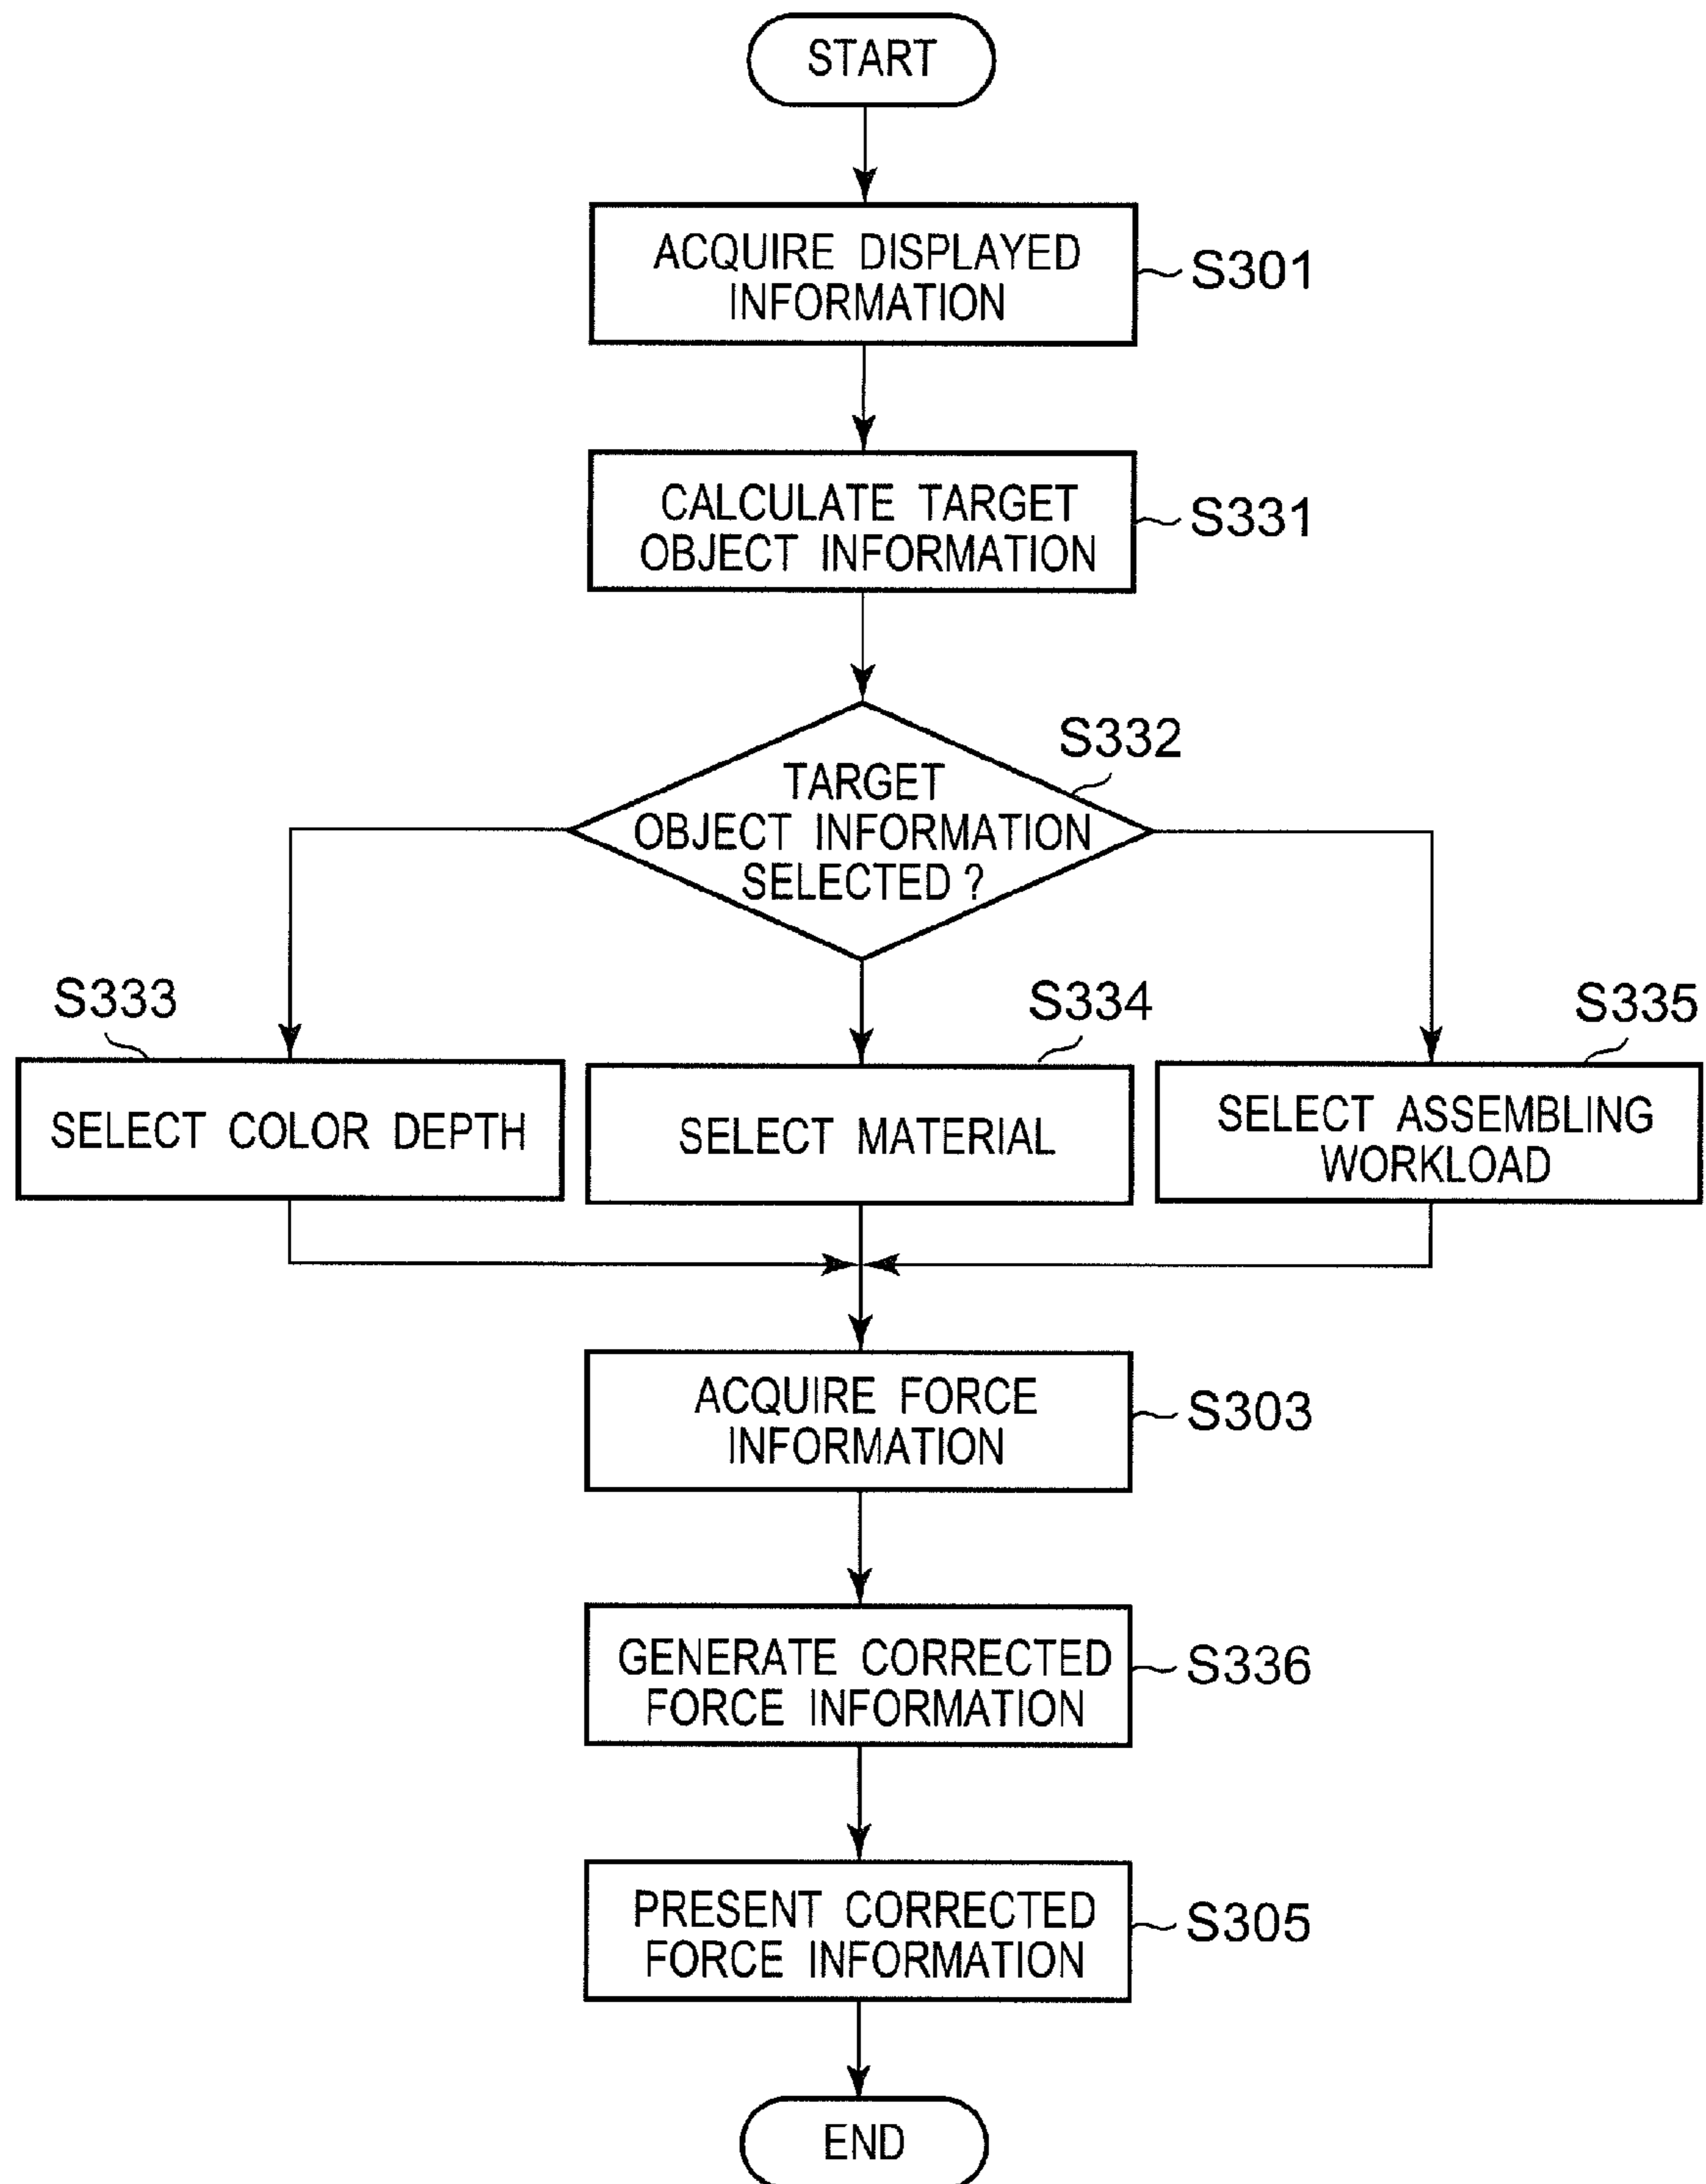 START
ACQUIRE DISPLAYED
INFORMATION
S301
CALCULATE TARGET
OBJECT INFORMATION
S331
S332
TARGET
OBJECT INFORMATION
SELECTED ?
S333
S334
S335
SELECT COLOR DEPTH
SELECT MATERIAL
SELECT ASSEMBLING
WORKLOAD
ACQUIRE FORCE
INFORMATION
S303
GENERATE CORRECTED
FORCE INFORMATION
S336
PRESENT CORRECTED
FORCE INFORMATION
S305
END